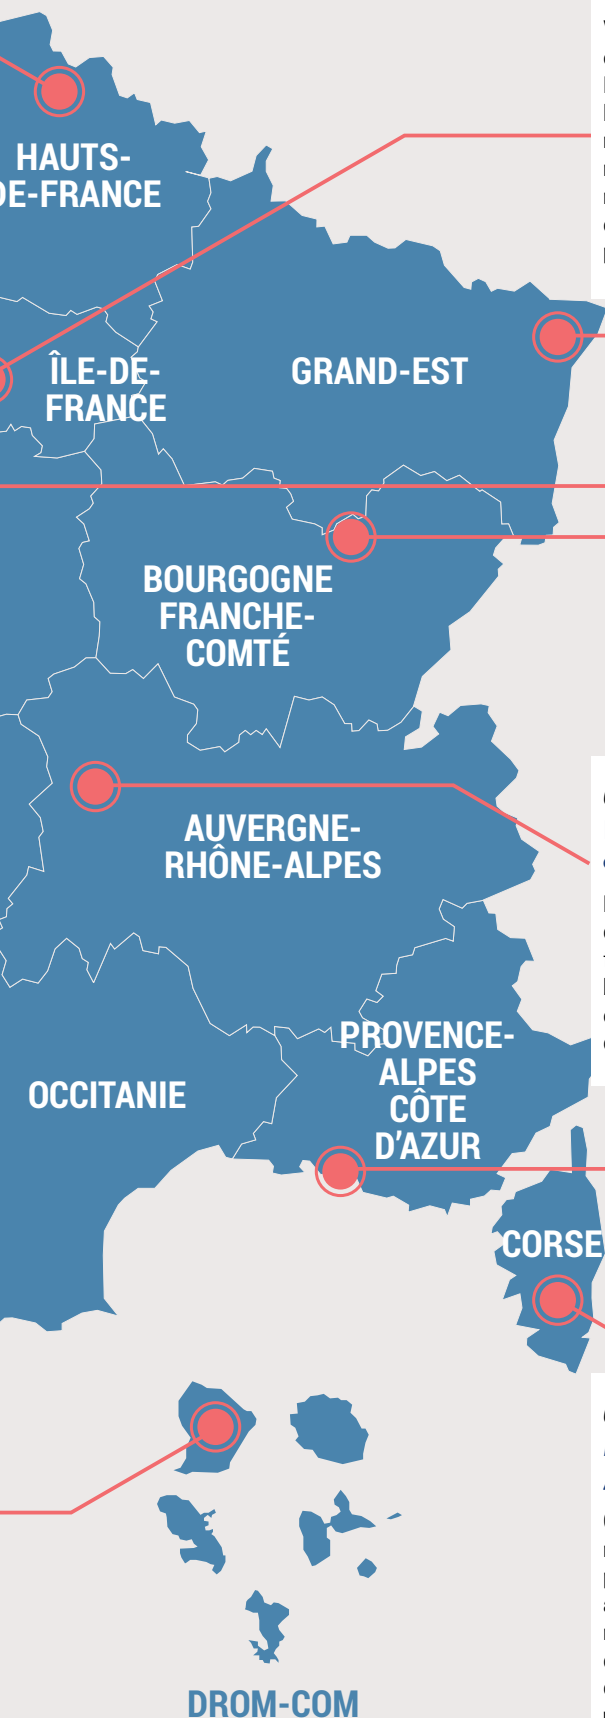 HAUTS-
DE-FRANCE
ÎLE-DE-
FRANCE
GRAND-EST
BOURGOGNE
FRANCHE-
COMTÉ
AUVERGNE-
RHÔNE-ALPES
PROVENCE-
ALPES
CÔTE
D'AZUR
OCCITANIE
CORSE
DROM-COM